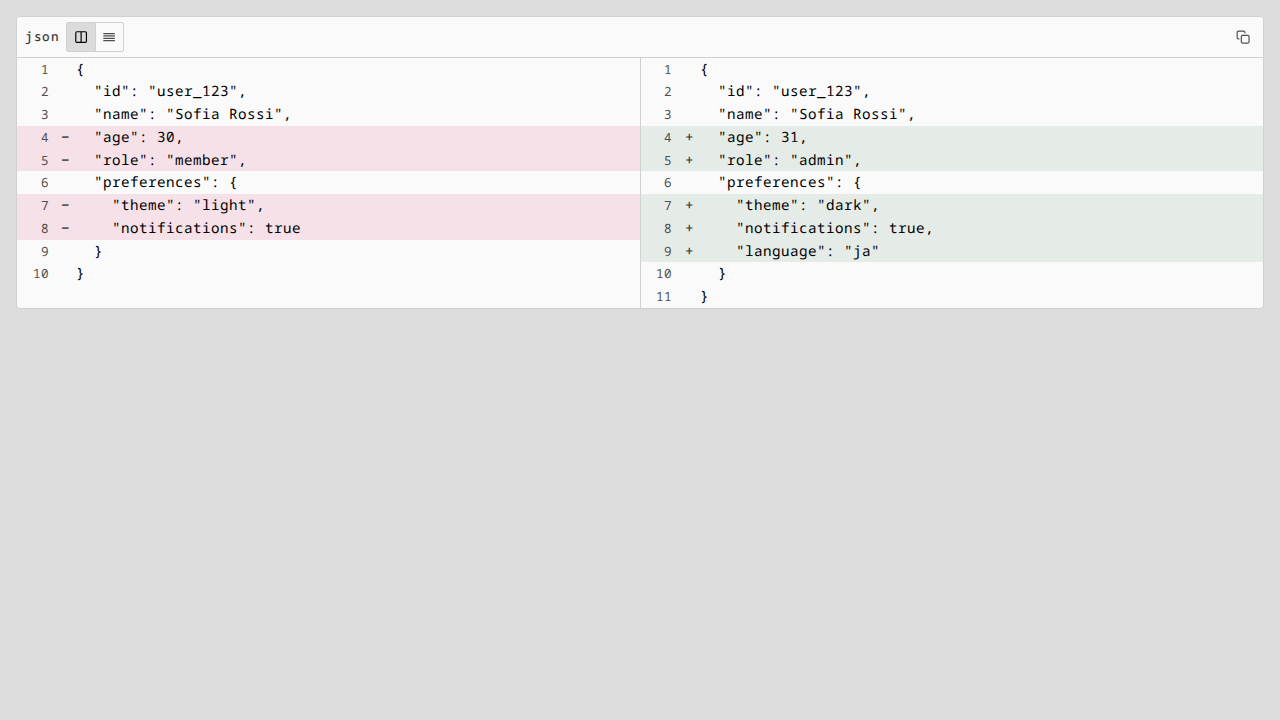 json
1 {
2 "id": "user_123",
3 "name": "Sofia Rossi",
4 − "age": 30,
5 − "role": "member",
6 "preferences": {
7 − "theme": "light",
8 − "notifications": true
9 }
10 }
1 {
2 "id": "user_123",
3 "name": "Sofia Rossi",
4 + "age": 31,
5 + "role": "admin",
6 "preferences": {
7 + "theme": "dark",
8 + "notifications": true,
9 + "language": "ja"
10 }
11 }